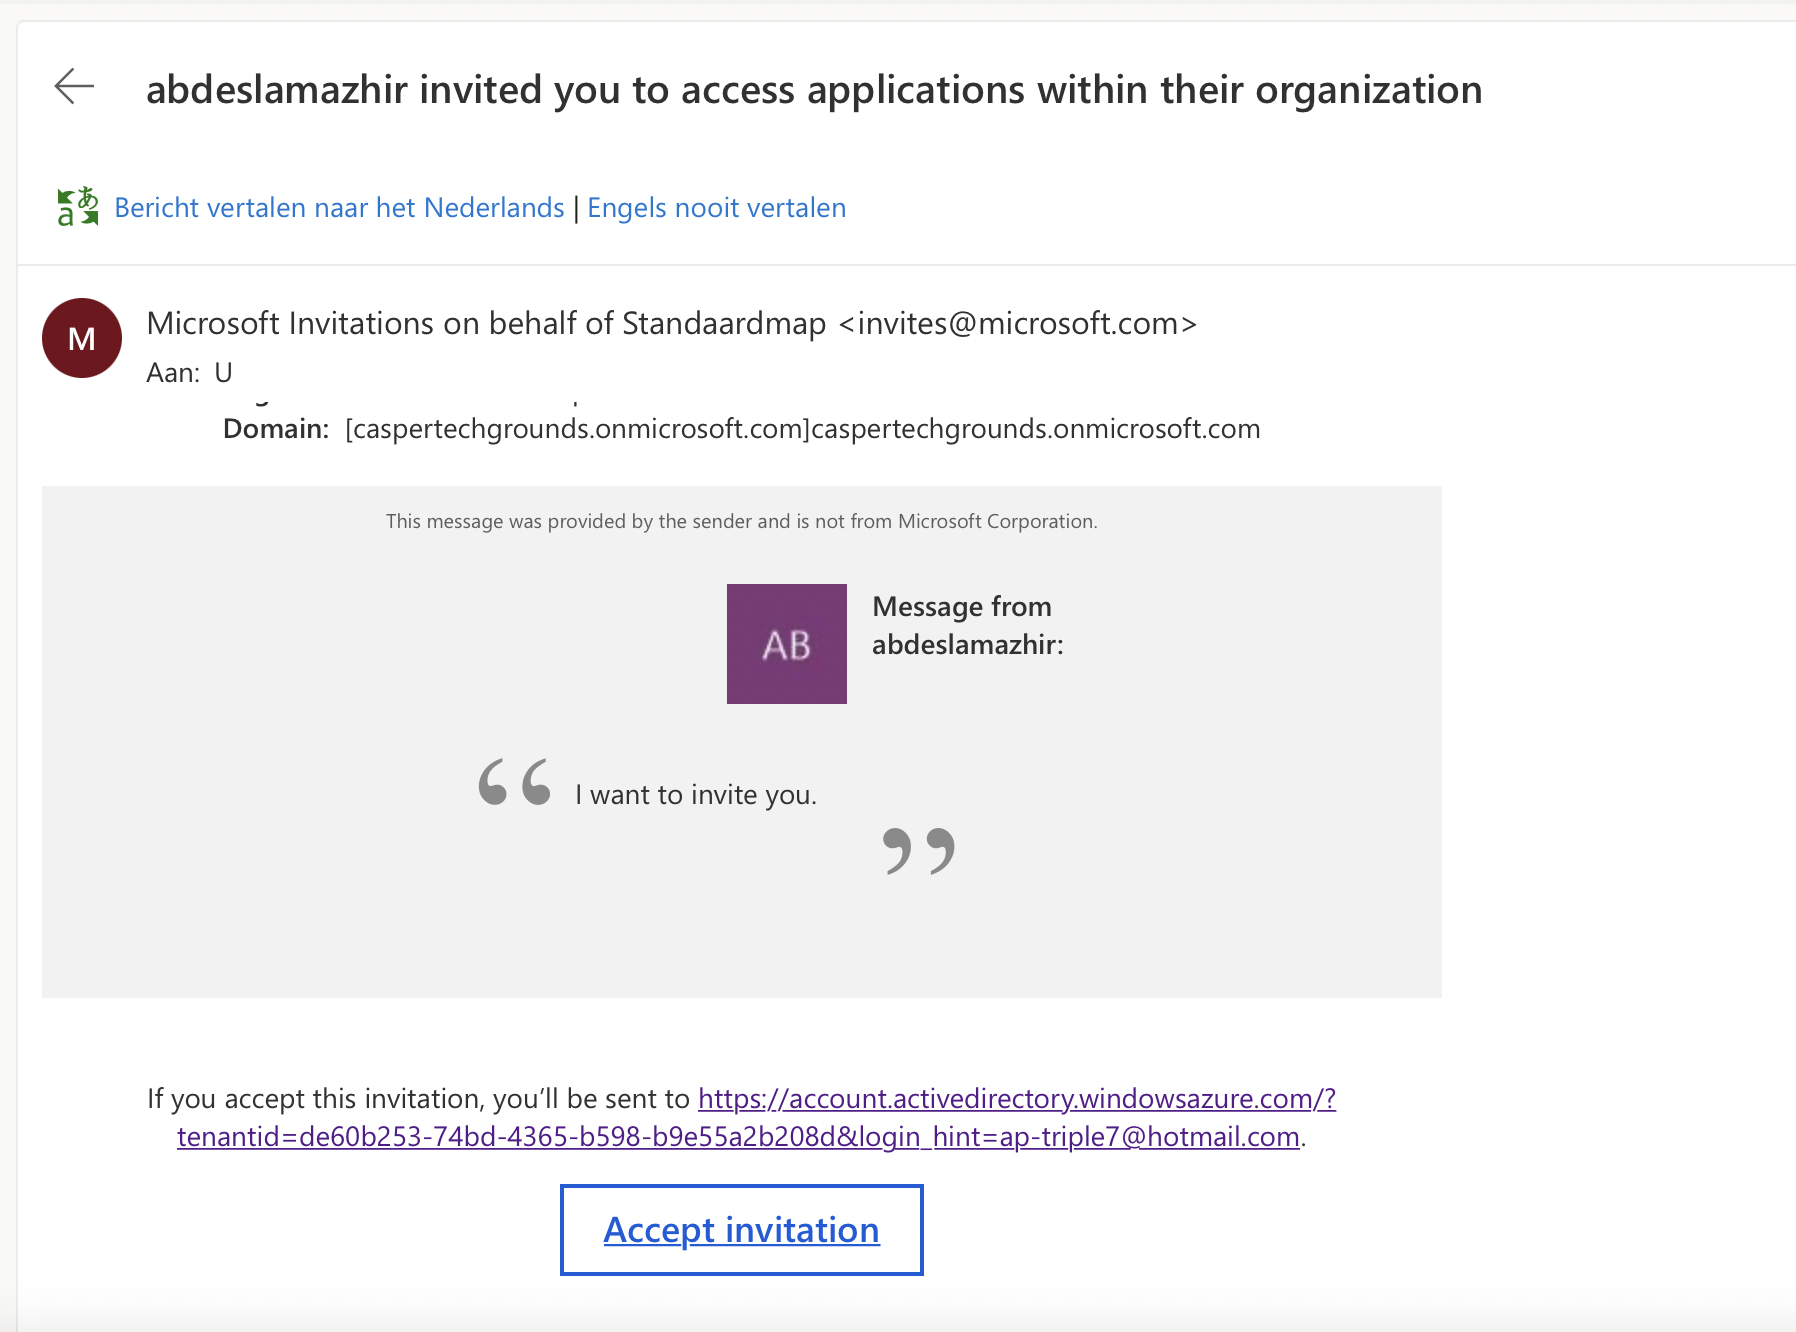 abdeslamazhir invited you to access applications within their organization
Bericht vertalen naar het Nederlands | Engels nooit vertalen
M
Microsoft Invitations on behalf of Standaardmap <invites@microsoft.com>
Aan: U
Domain: [caspertechgrounds.onmicrosoft.com]caspertechgrounds.onmicrosoft.com
This message was provided by the sender and is not from Microsoft Corporation.
AB
Message from
abdeslamazhir:
“ I want to invite you.
”
If you accept this invitation, you’ll be sent to https://account.activedirectory.windowsazure.com/?
tenantid=de60b253-74bd-4365-b598-b9e55a2b208d&login_hint=ap-triple7@hotmail.com.
Accept invitation